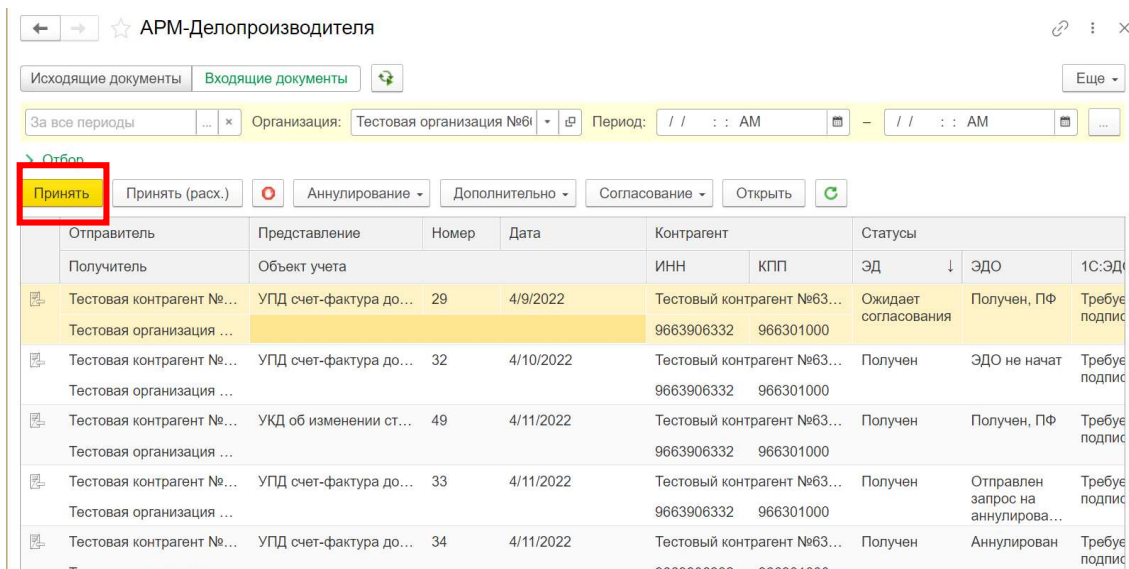 АРМ-Делопроизводителя
Исходящие документы Входящие документы Еще
За все периоды ... × Организация: Тестовая организация №6 Период: / / : : AM – / / : : AM ...
Отбор
Принять Принять (расх.) Аннулирование Дополнительно Согласование Открыть
Отправитель Представление Номер Дата Контрагент Статусы
Получитель Объект учета ИНН КПП ЭД ↓ ЭДО 1С:ЭД
Тестовая контрагент №... УПД счет-фактура до... 29 4/9/2022 Тестовый контрагент №63... Ожидает Получен, ПФ Требуе
согласования подпис
Тестовая организация ... 9663906332 966301000
Тестовая контрагент №... УПД счет-фактура до... 32 4/10/2022 Тестовый контрагент №63... Получен ЭДО не начат Требуе
подпис
Тестовая организация ... 9663906332 966301000
Тестовая контрагент №... УКД об изменении ст... 49 4/11/2022 Тестовый контрагент №63... Получен Получен, ПФ Требуе
подпис
Тестовая организация ... 9663906332 966301000
Тестовая контрагент №... УПД счет-фактура до... 33 4/11/2022 Тестовый контрагент №63... Получен Отправлен Требуе
запрос на подпис
Тестовая организация ... 9663906332 966301000 аннулирова...
Тестовая контрагент №... УПД счет-фактура до... 34 4/11/2022 Тестовый контрагент №63... Получен Аннулирован Требуе
подпис